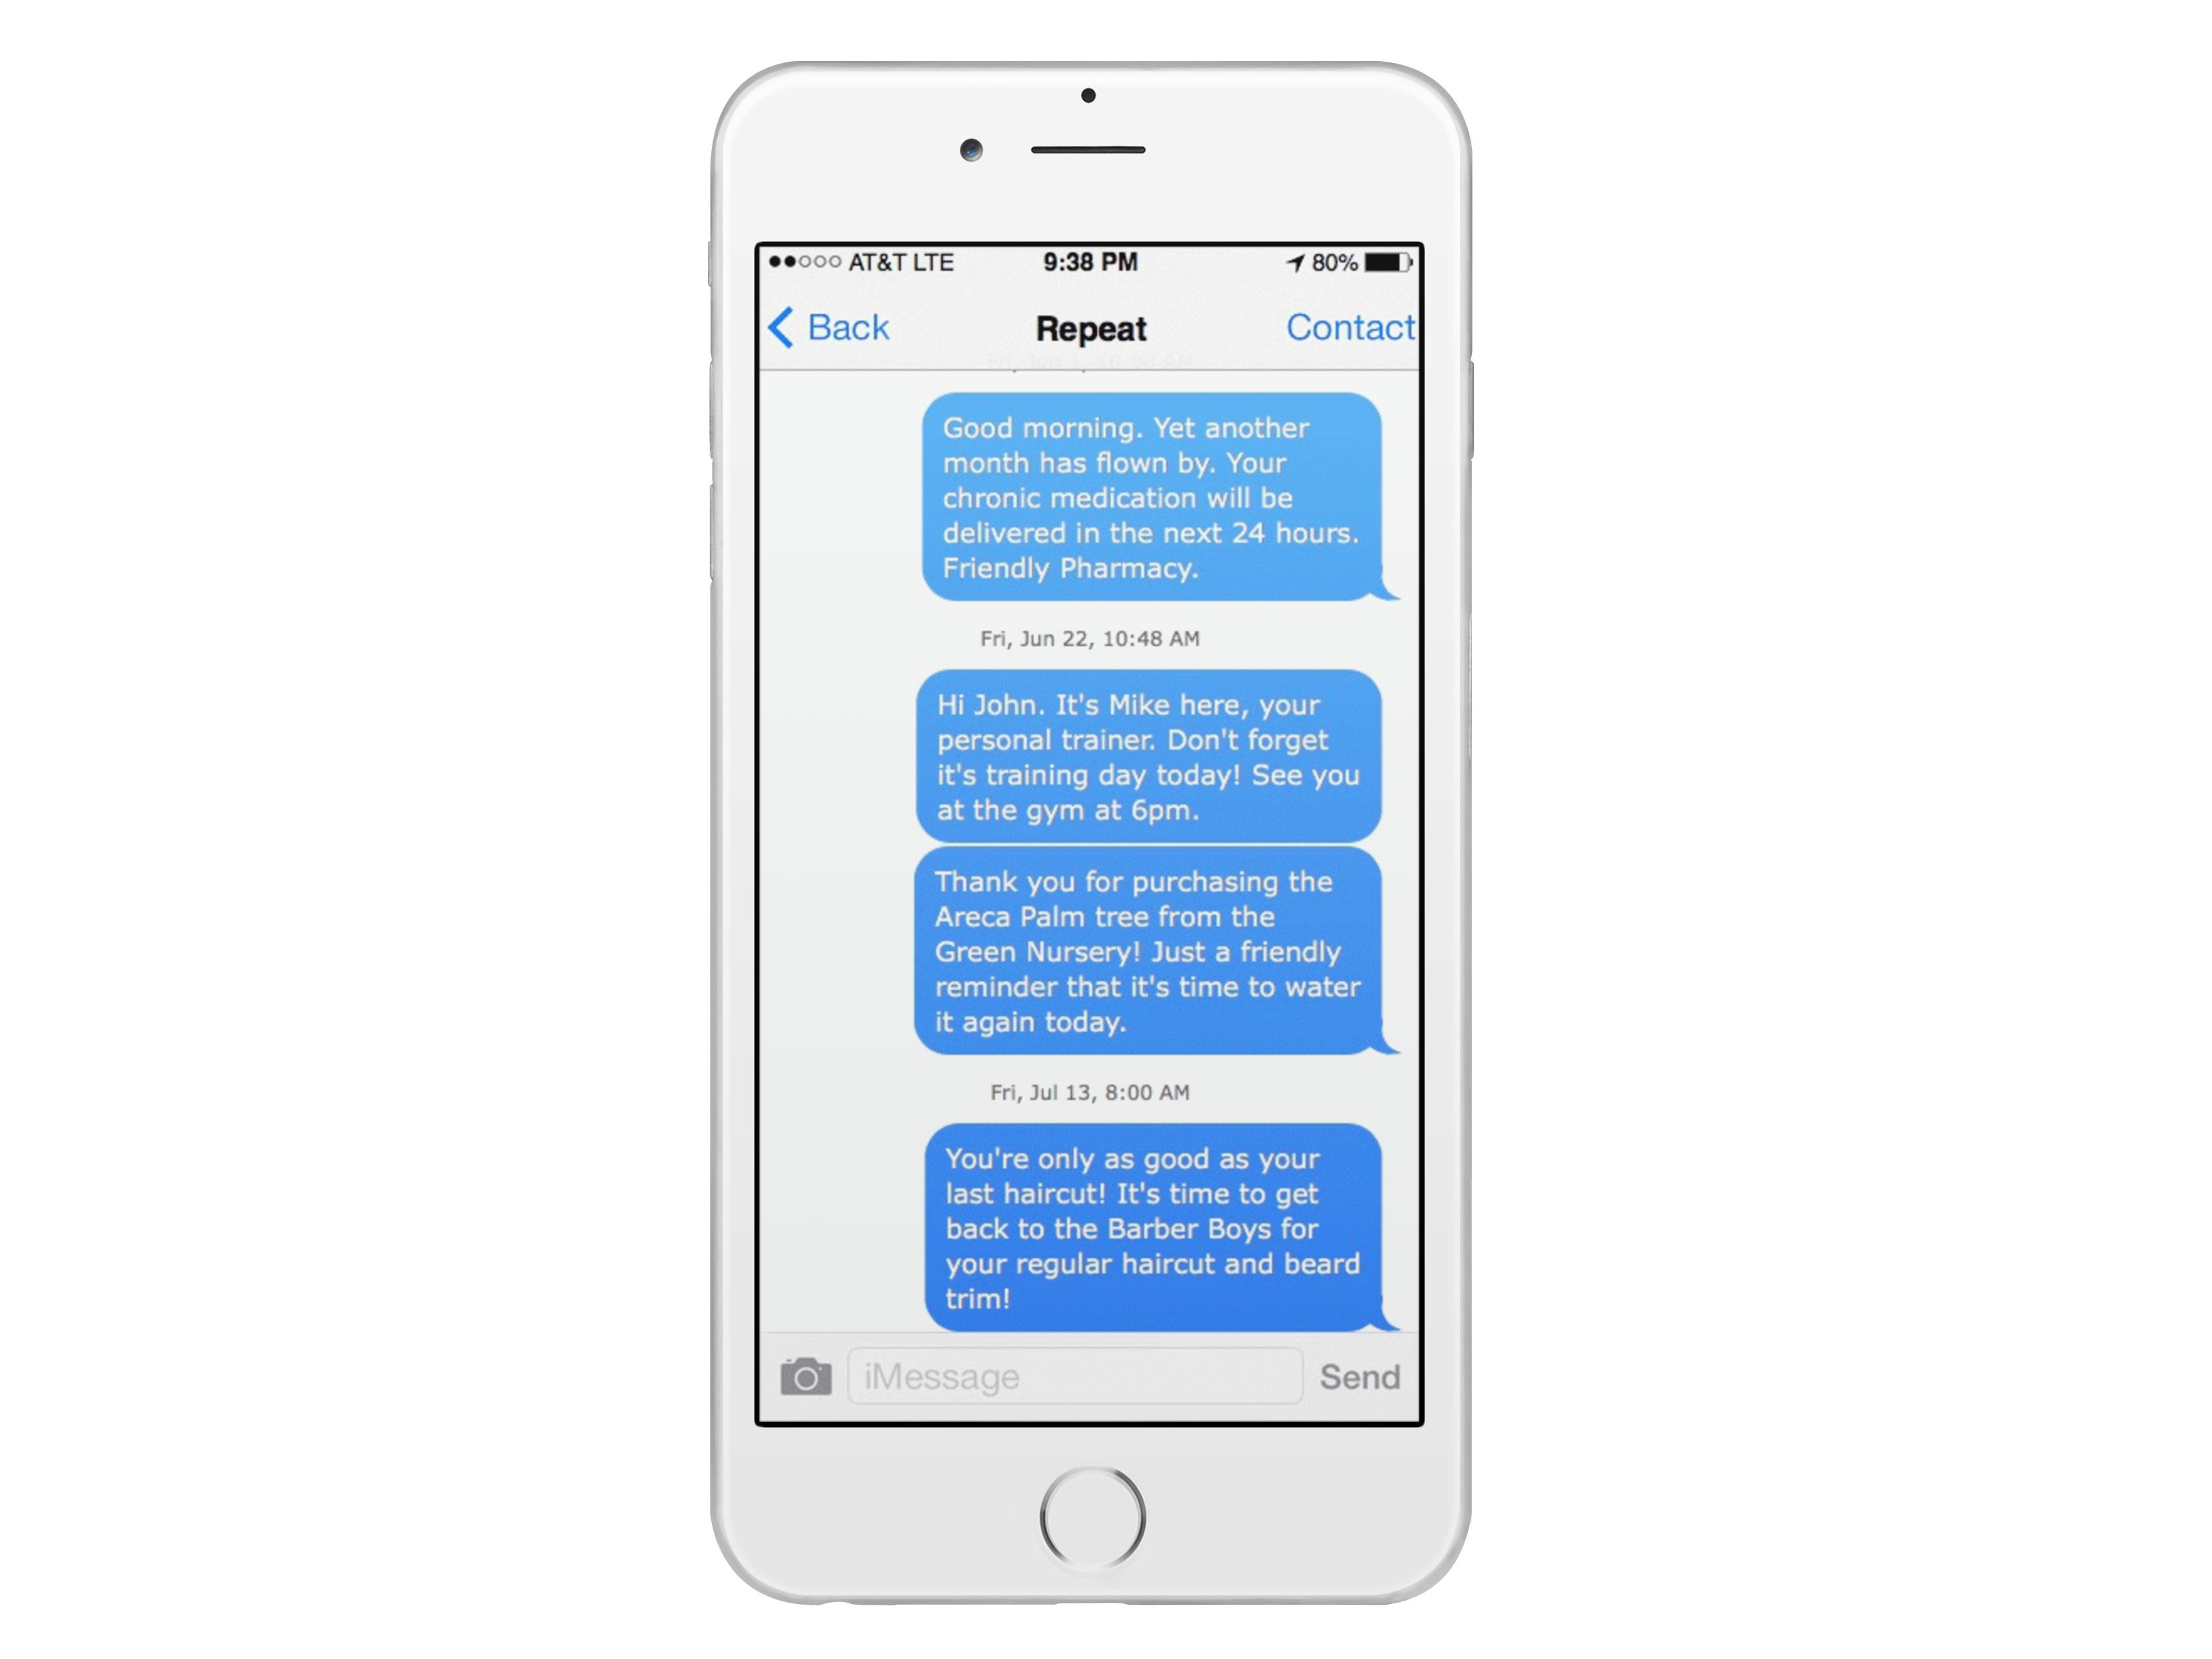 AT&T LTE 9:38 PM 80%
Back Repeat Contact
Good morning. Yet another
month has flown by. Your
chronic medication will be
delivered in the next 24 hours.
Friendly Pharmacy.
Fri, Jun 22, 10:48 AM
Hi John. It's Mike here, your
personal trainer. Don't forget
it's training day today! See you
at the gym at 6pm.
Thank you for purchasing the
Areca Palm tree from the
Green Nursery! Just a friendly
reminder that it's time to water
it again today.
Fri, Jul 13, 8:00 AM
You're only as good as your
last haircut! It's time to get
back to the Barber Boys for
your regular haircut and beard
trim!
iMessage Send